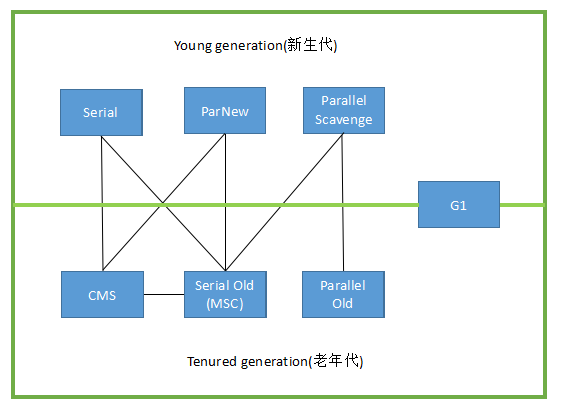 Young generation(新生代)
Serial
ParNew
Parallel
Scavenge
G1
CMS
Serial Old
(MSC)
Parallel
Old
Tenured generation(老年代)